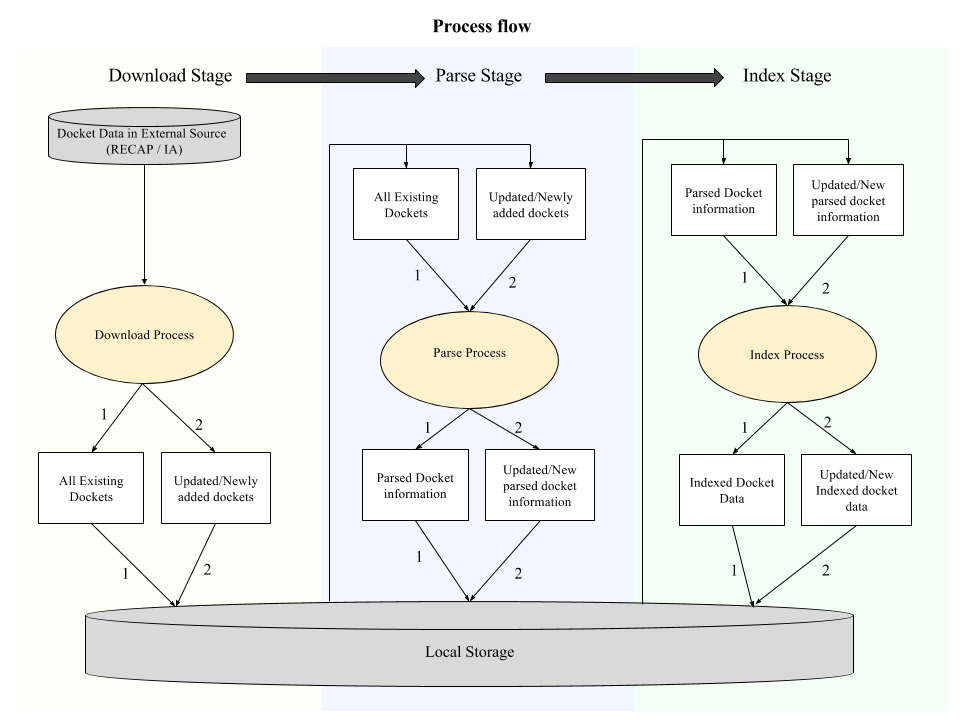 Process flow
Download Stage
Parse Stage
Index Stage
Docket Data in External Source
(RECAP / IA)
Download Process
1
2
All Existing
Dockets
Updated/Newly
added dockets
1
2
All Existing
Dockets
Updated/Newly
added dockets
1
2
Parse Process
1
2
Parsed Docket
information
Updated/New
parsed docket
information
1
2
Parsed Docket
information
Updated/New
parsed docket
information
1
2
Index Process
1
2
Indexed Docket
Data
Updated/New
Indexed docket
data
1
2
Local Storage